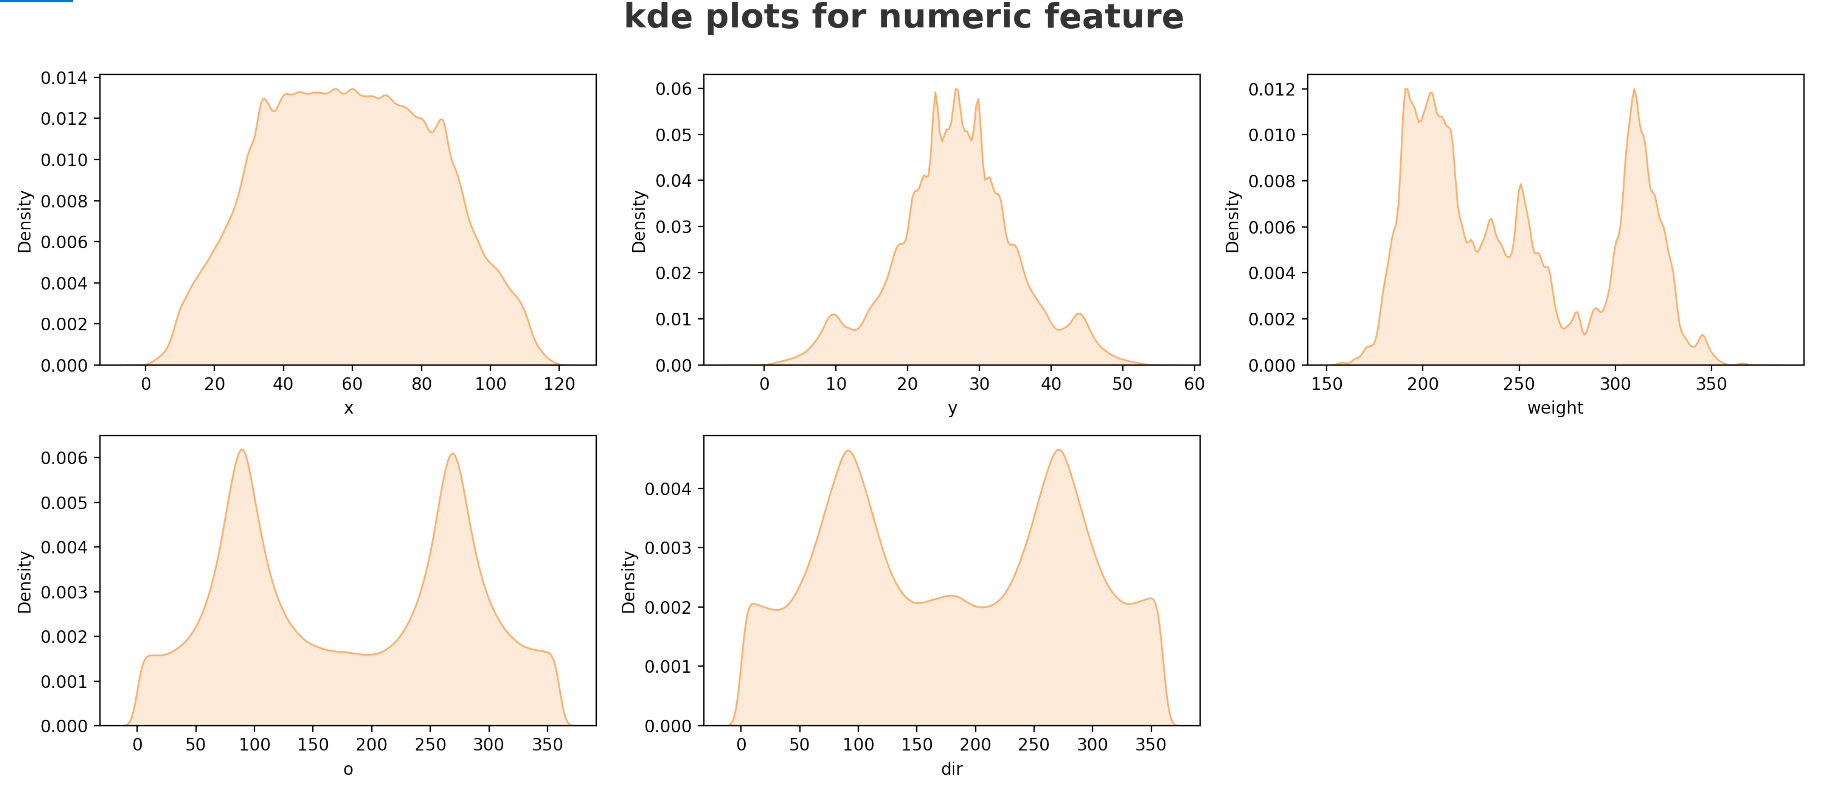 kde plots for numeric feature
0.014
0.012
0.010
0.008
0.006
0.004
0.002
0.000
Density
0 20 40 60 80 100 120
x
0.06
0.05
0.04
0.03
0.02
0.01
0.00
Density
0 10 20 30 40 50 60
y
0.012
0.010
0.008
0.006
0.004
0.002
0.000
Density
150 200 250 300 350
weight
0.006
0.005
0.004
0.003
0.002
0.001
0.000
Density
0 50 100 150 200 250 300 350
o
0.004
0.003
0.002
0.001
0.000
Density
0 50 100 150 200 250 300 350
dir